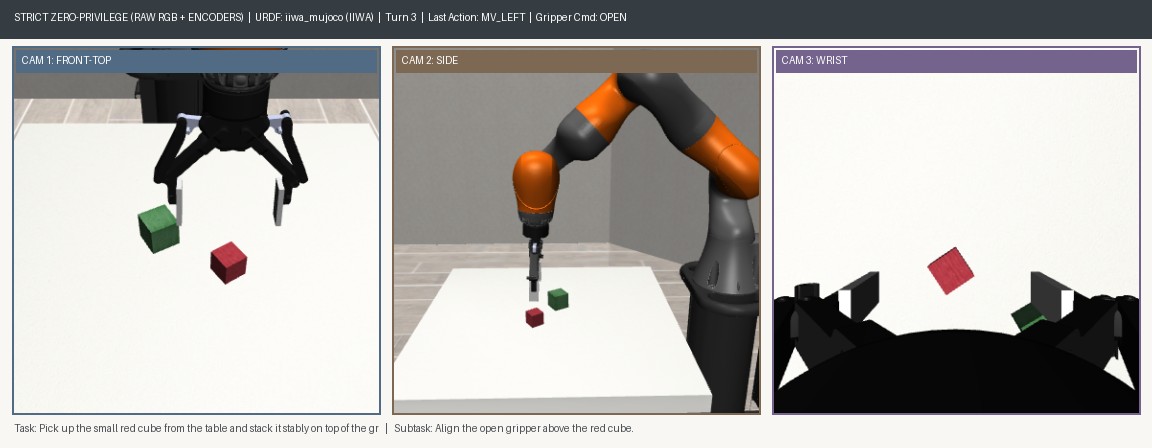 STRICT ZERO-PRIVILEGE (RAW RGB + ENCODERS) | URDF: iiwa_mujoco (IIWA) | Turn 3 | Last Action: MV_LEFT | Gripper Cmd: OPEN
CAM 1: FRONT-TOP
CAM 2: SIDE
CAM 3: WRIST
Task: Pick up the small red cube from the table and stack it stably on top of the gr | Subtask: Align the open gripper above the red cube.